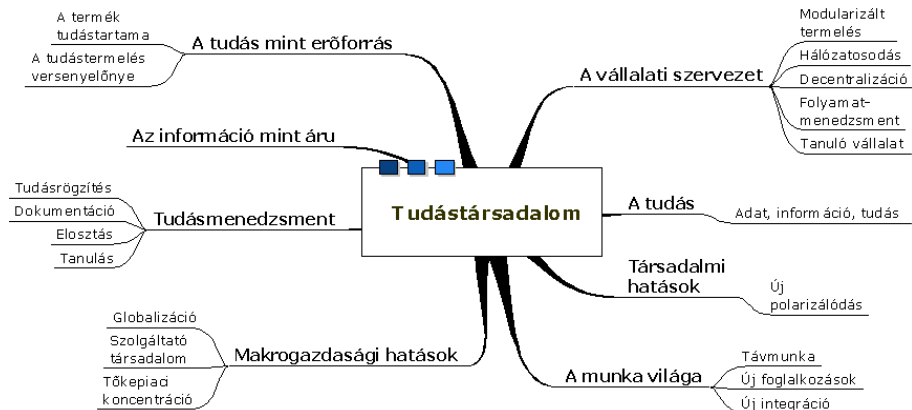 A termék
tudástartama
A tudástermelés
versenyelőnye
A tudás mint erõforrás
Az információ mint áru
Tudásrögzítés
Dokumentáció
Elosztás
Tanulás
Tudásmenedzsment
Globalizáció
Szolgáltató
társadalom
Tőkepiaci
koncentráció
Makrogazdasági hatások
Tudástársadalom
A vállalati szervezet
Modularizált
termelés
Hálózatosodás
Decentralizáció
Folyamat-
menedzsment
Tanuló vállalat
A tudás
Adat, információ, tudás
Társadalmi
hatások
Új
polarizálódás
A munka világa
Távmunka
Új foglalkozások
Új integráció